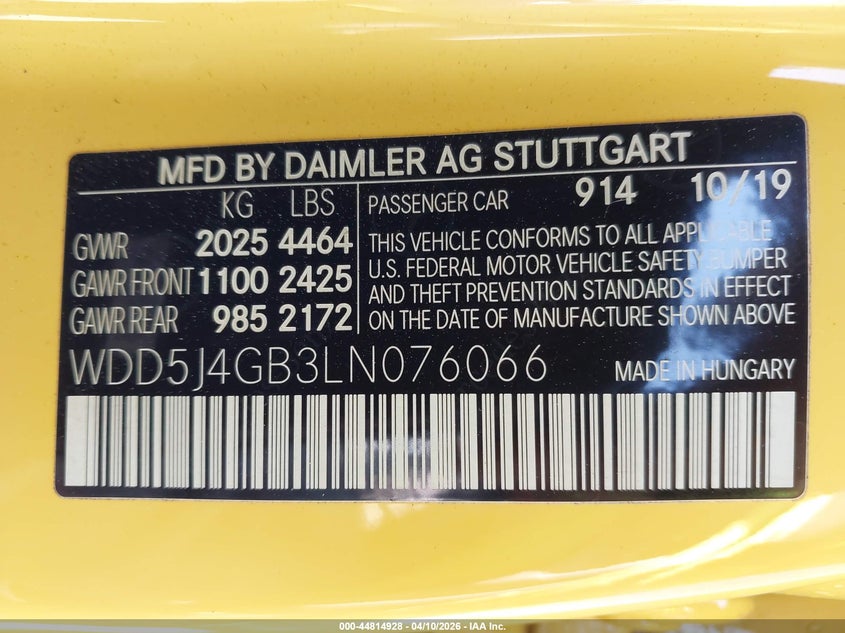 MFD BY DAIMLER AG STUTTGART
KG LBS PASSENGER CAR 914 10/19
GVWR 2025 4464 THIS VEHICLE CONFORMS TO ALL APPLICABLE
GAWR FRONT 1100 2425 U.S. FEDERAL MOTOR VEHICLE SAFETY BUMPER
AND THEFT PREVENTION STANDARDS IN EFFECT
GAWR REAR 985 2172 ON THE DATE OF MANUFACTURE SHOWN ABOVE
WDD5J4GB3LN076066 MADE IN HUNGARY
000-44814928 - 04/10/2026 - IAA Inc.